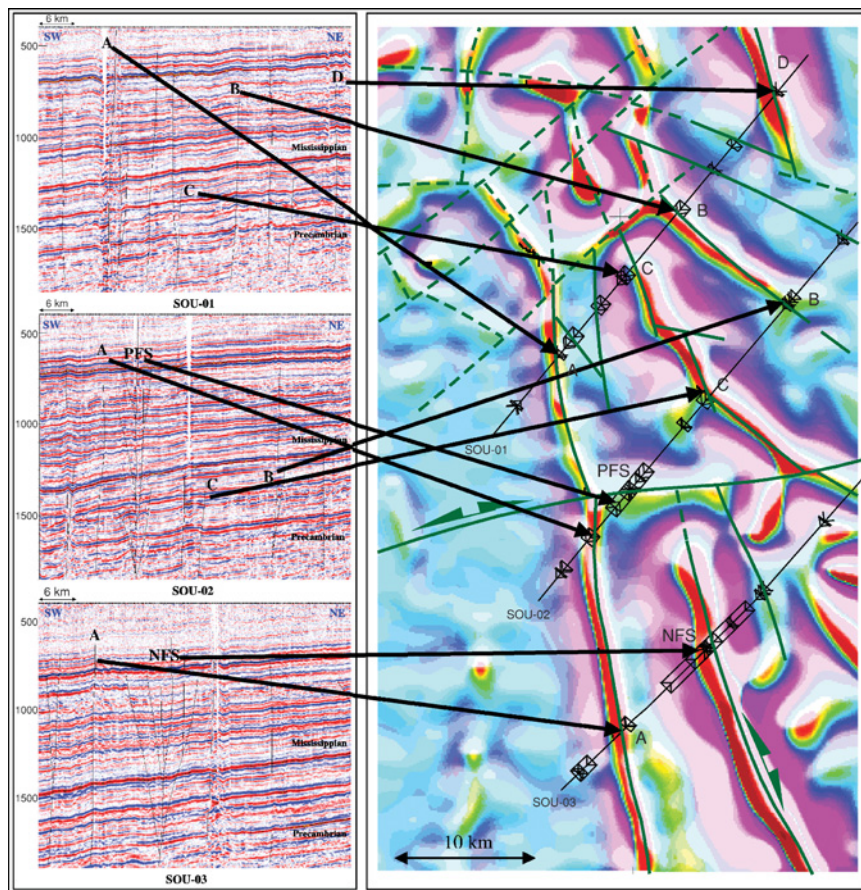 6 km
SW
A
NE
500
D
B
1000
Mississippian
C
1500
Precambrian
SOU-01
6 km
SW
NE
500
A
PFS
1000
Mississippian
B
C
1500
Precambrian
SOU-02
6 km
SW
NE
500
A
NFS
1000
Mississippian
1500
Precambrian
SOU-03
D
B
C
B
A
SOU-01
C
PFS
SOU-02
NFS
A
SOU-03
10 km